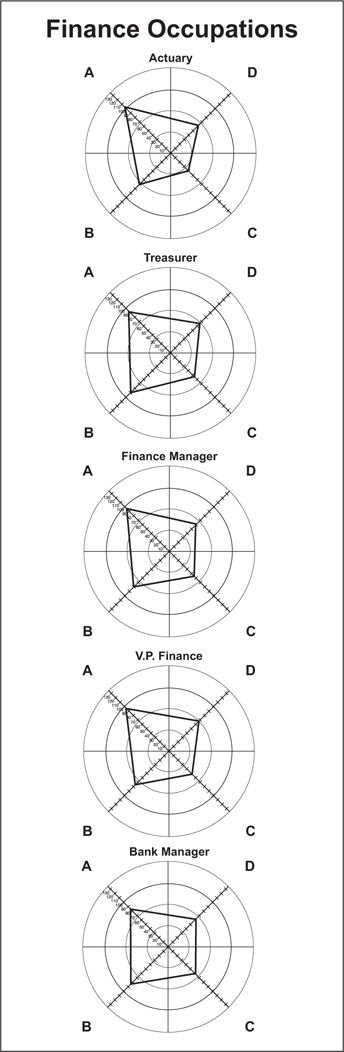 Finance Occupations
Actuary
A D
B C
Treasurer
A D
B C
Finance Manager
A D
B C
V.P. Finance
A D
B C
Bank Manager
A D
B C